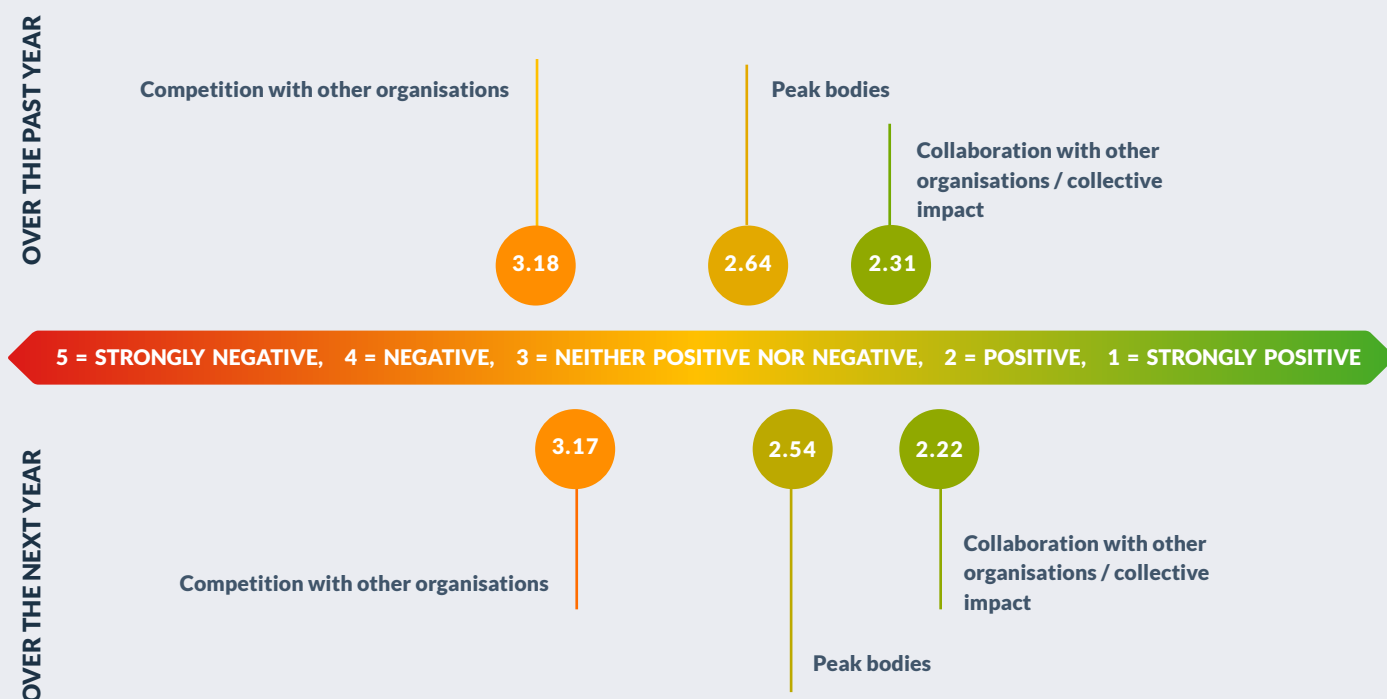 OVER THE PAST YEAR
Competition with other organisations
Peak bodies
Collaboration with other
organisations / collective
impact
3.18
2.64
2.31
5 = STRONGLY NEGATIVE, 4 = NEGATIVE, 3 = NEITHER POSITIVE NOR NEGATIVE, 2 = POSITIVE, 1 = STRONGLY POSITIVE
OVER THE NEXT YEAR
3.17
2.54
2.22
Collaboration with other
organisations / collective
impact
Competition with other organisations
Peak bodies